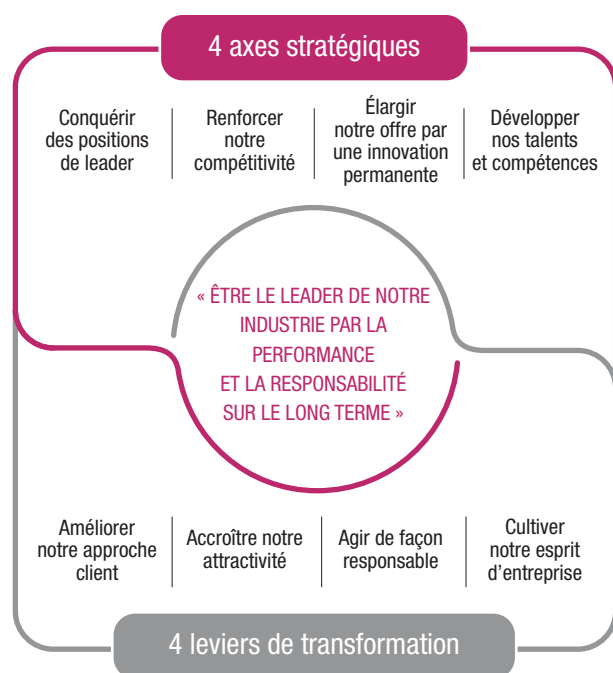 4 axes stratégiques
Conquérir
des positions
de leader
Renforcer
notre
compétitivité
Élargir
notre offre par
une innovation
permanente
Développer
nos talents
et compétences
« ÊTRE LE LEADER DE NOTRE
INDUSTRIE PAR LA
PERFORMANCE
ET LA RESPONSABILITÉ
SUR LE LONG TERME »
Améliorer
notre approche
client
Accroître notre
attractivité
Agir de façon
responsable
Cultiver
notre esprit
d’entreprise
4 leviers de transformation